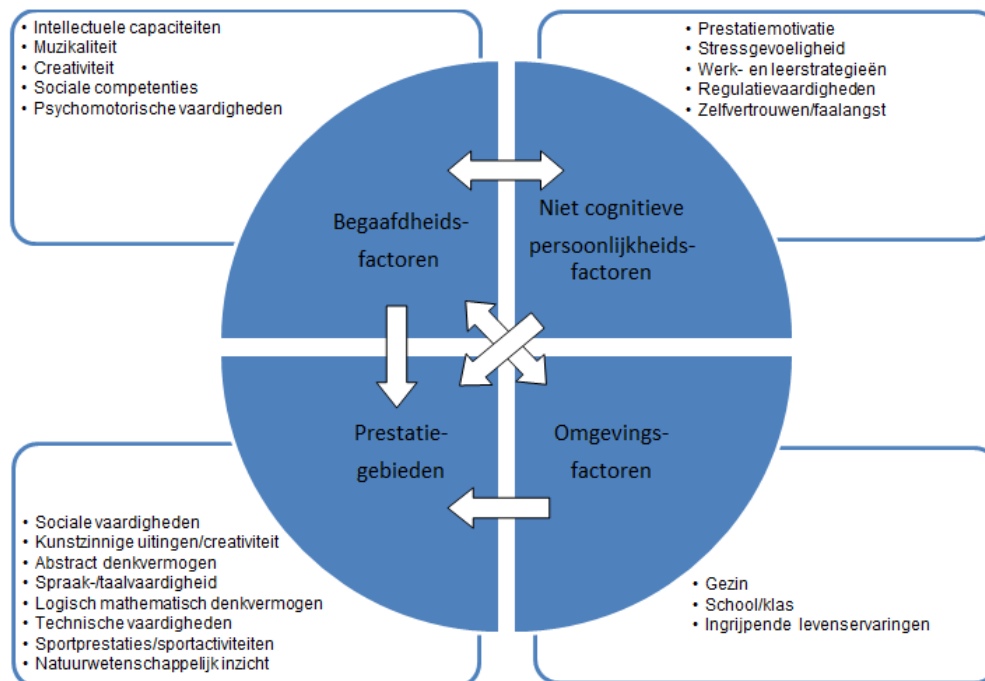 • Intellectuele capaciteiten
• Muzikaliteit
• Creativiteit
• Sociale competenties
• Psychomotorische vaardigheden
• Prestatiemotivatie
• Stressgevoeligheid
• Werk- en leerstrategieën
• Regulatievaardigheden
• Zelfvertrouwen/faalangst
Begaafdheids-
factoren
Niet cognitieve
persoonlijkheids-
factoren
Prestatie-
gebieden
Omgevings-
factoren
• Sociale vaardigheden
• Kunstzinnige uitingen/creativiteit
• Abstract denkvermogen
• Spraak-/taalvaardigheid
• Logisch mathematisch denkvermogen
• Technische vaardigheden
• Sportprestaties/sportactiviteiten
• Natuurwetenschappelijk inzicht
• Gezin
• School/klas
• Ingrijpende levenservaringen